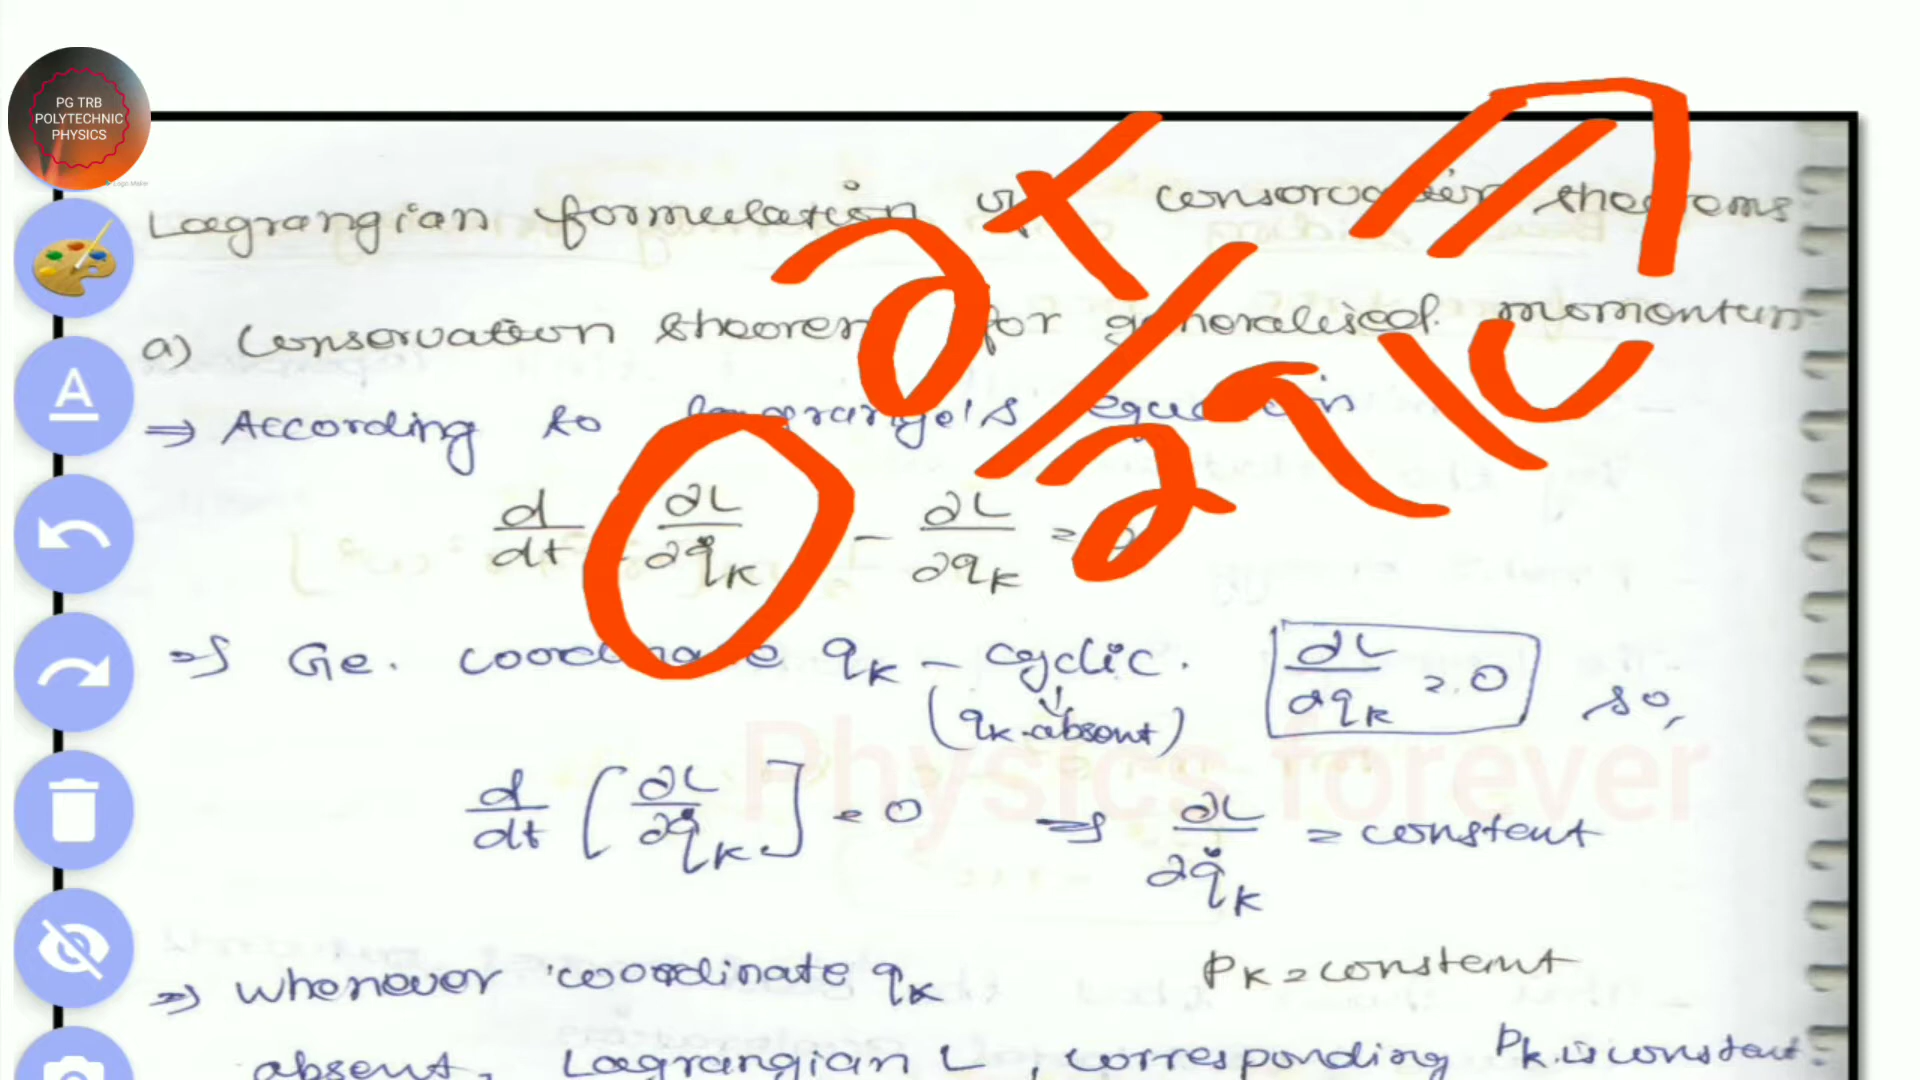 PG TRB
POLYTECHNIC
PHYSICS
Logo Maker
Lagrangian formulation of conservation theorems
a) Conservation theorem for generalised momentum
⇒ According to Lagrange's equation
d/dt ∂L/∂q̇K - ∂L/∂qK = 0
⇒ Ge. coordinate qK - cyclic. ∂L/∂qK = 0 so,
(qK-absent)
d/dt [∂L/∂q̇K] = 0 ⇒ ∂L/∂q̇K = constant
Physics forever
PK = constant
⇒ whenever coordinate qK
absent, Lagrangian L, corresponding PK is constant